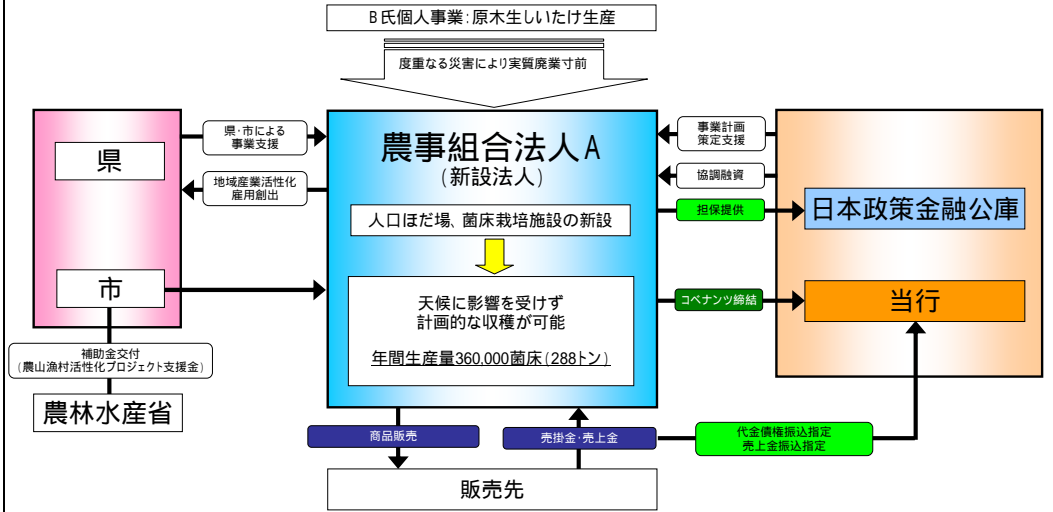 B氏個人事業:原木生しいたけ生産
度重なる災害により実質廃業寸前
県
県・市による
事業支援
地域産業活性化
雇用創出
市
補助金交付
(農山漁村活性化プロジェクト支援金)
農林水産省
農事組合法人A
(新設法人)
人口ほだ場、菌床栽培施設の新設
天候に影響を受けず
計画的な収穫が可能
年間生産量360,000菌床(288トン)
事業計画
策定支援
協調融資
担保提供
日本政策金融公庫
コベナンツ締結
当行
商品販売
売掛金・売上金
代金債権振込指定
売上金振込指定
販売先